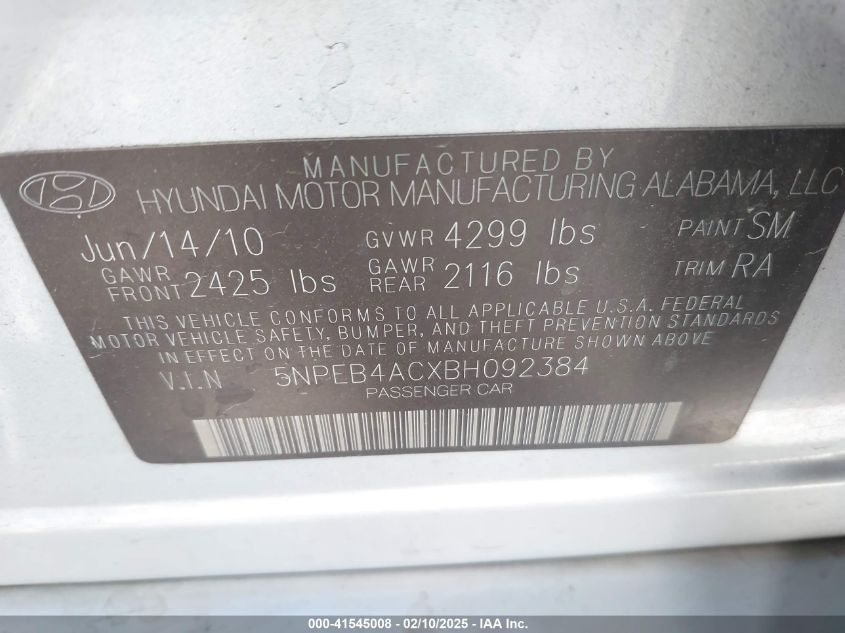 MANUFACTURED BY
HYUNDAI MOTOR MANUFACTURING ALABAMA, LLC
Jun/14/10 GVWR 4299 lbs PAINT SM
GAWR FRONT 2425 lbs GAWR REAR 2116 lbs TRIM RA
THIS VEHICLE CONFORMS TO ALL APPLICABLE U.S.A. FEDERAL
MOTOR VEHICLE SAFETY, BUMPER, AND THEFT PREVENTION STANDARDS
IN EFFECT ON THE DATE OF MANUFACTURE SHOWN ABOVE
V.I.N 5NPEB4ACXBH092384
PASSENGER CAR
000-41545008 - 02/10/2025 - IAA Inc.